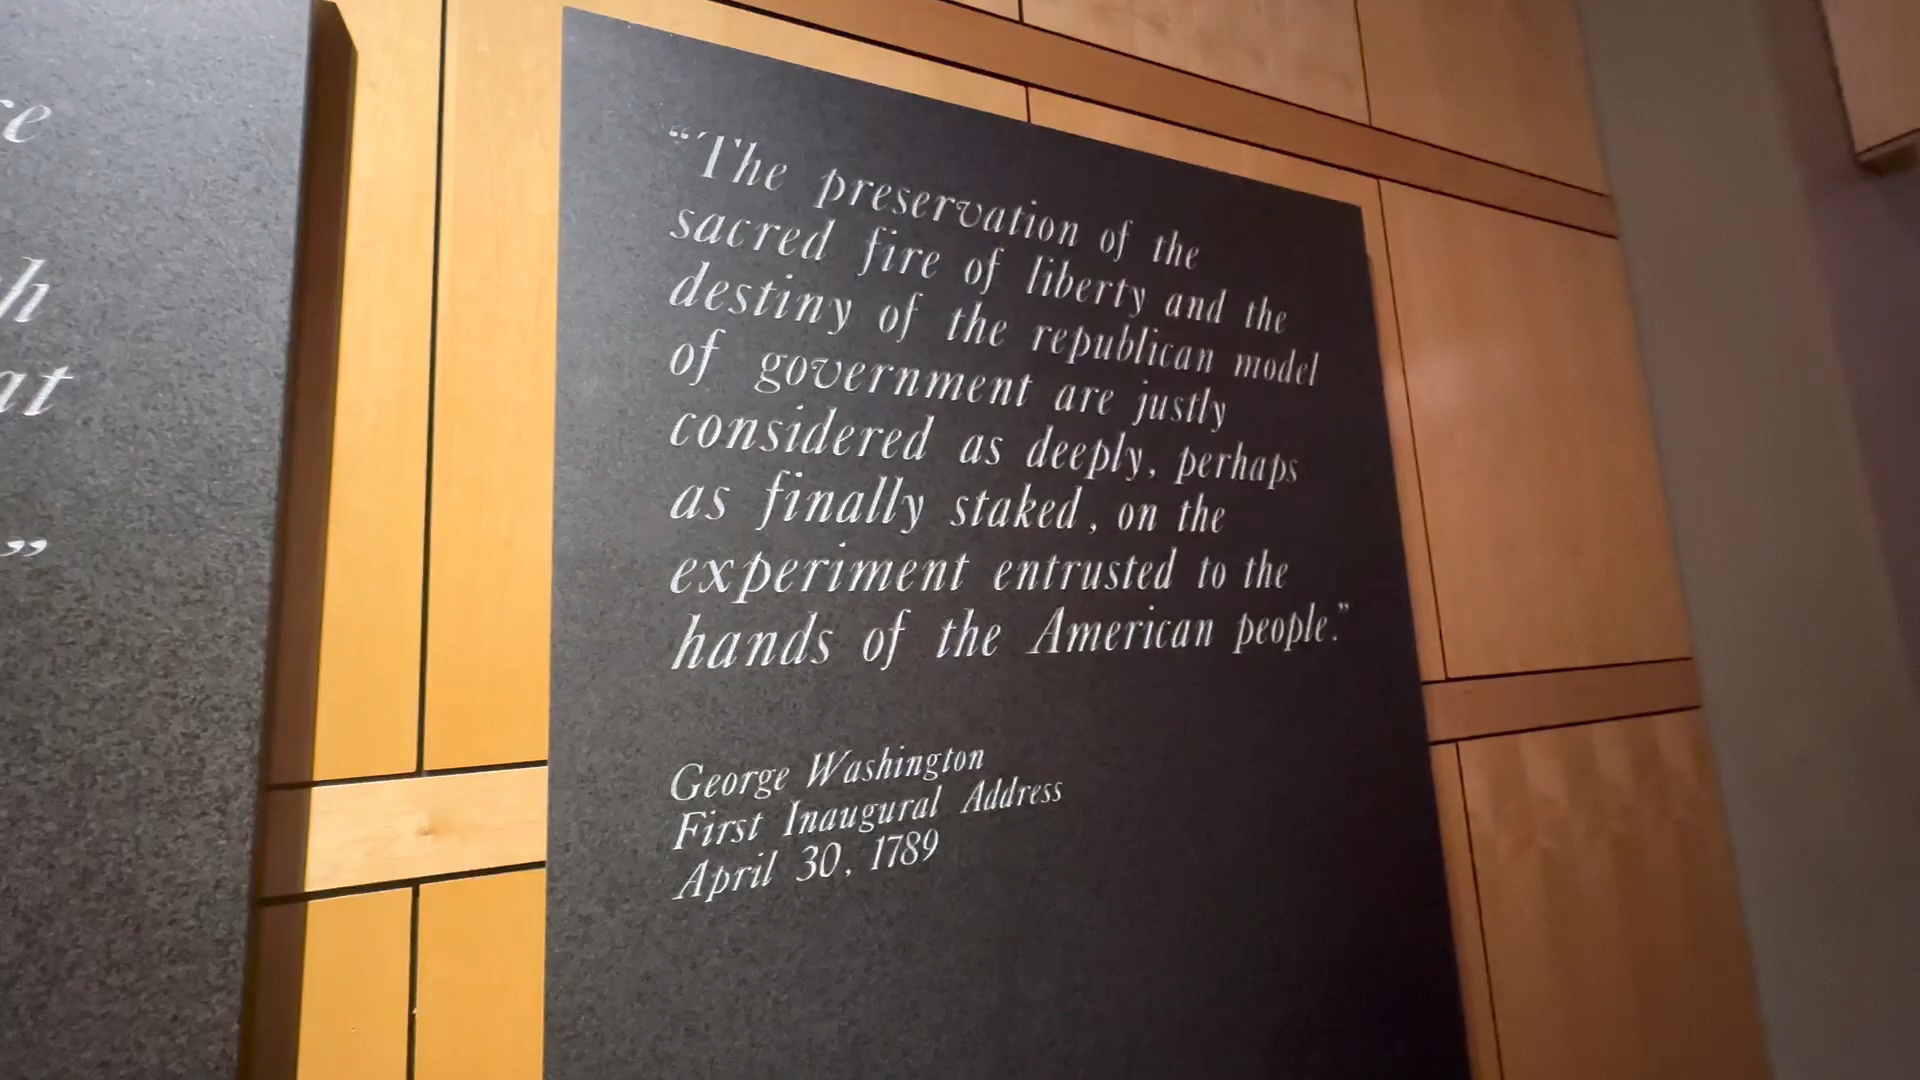 re
h
at
”
“The preservation of the
sacred fire of liberty and the
destiny of the republican model
of government are justly
considered as deeply, perhaps
as finally staked, on the
experiment entrusted to the
hands of the American people.”
George Washington
First Inaugural Address
April 30, 1789